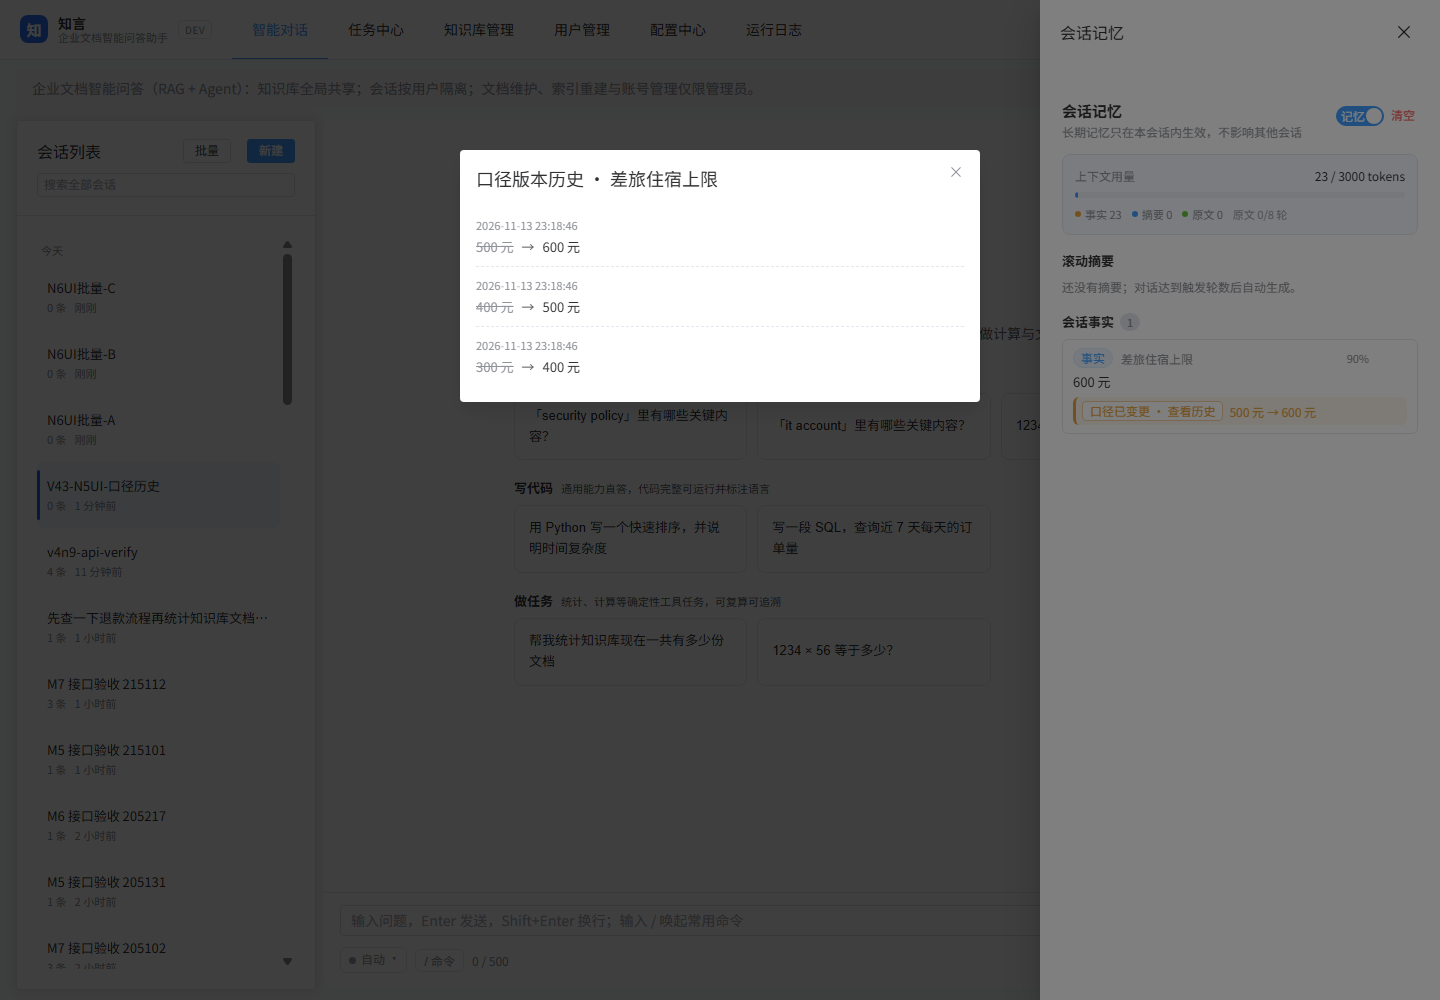 知
知言
企业文档智能问答助手
DEV
智能对话
任务中心
知识库管理
用户管理
配置中心
运行日志
企业文档智能问答（RAG + Agent）：知识库全局共享；会话按用户隔离；文档维护、索引重建与账号管理仅限管理员。
会话列表
批量
新建
搜索全部会话
今天
N6UI批量-C
0 条 刚刚
N6UI批量-B
0 条 刚刚
N6UI批量-A
0 条 刚刚
V43-N5UI-口径历史
0 条 1 分钟前
v4n9-api-verify
4 条 11 分钟前
先查一下退款流程再统计知识库文档…
1 条 1 小时前
M7 接口验收 215112
3 条 1 小时前
M5 接口验收 215101
1 条 1 小时前
M6 接口验收 205217
1 条 2 小时前
M5 接口验收 205131
1 条 2 小时前
M7 接口验收 205102
3 条 2 小时前
口径版本历史 · 差旅住宿上限
2026-11-13 23:18:46
500 元 → 600 元
2026-11-13 23:18:46
400 元 → 500 元
2026-11-13 23:18:46
300 元 → 400 元
做计算与文
「security policy」里有哪些关键内容？
「it account」里有哪些关键内容？
1234
写代码 通用能力直答，代码完整可运行并标注语言
用 Python 写一个快速排序，并说明时间复杂度
写一段 SQL，查询近 7 天每天的订单量
做任务 统计、计算等确定性工具任务，可复算可追溯
帮我统计知识库现在一共有多少份文档
1234 × 56 等于多少？
输入问题，Enter 发送，Shift+Enter 换行；输入 / 唤起常用命令
自动
/ 命令
0 / 500
会话记忆
会话记忆
记忆
清空
长期记忆只在本会话内生效，不影响其他会话
上下文用量
23 / 3000 tokens
事实 23 摘要 0 原文 0 原文 0/8 轮
滚动摘要
还没有摘要；对话达到触发轮数后自动生成。
会话事实 1
事实 差旅住宿上限 90%
600 元
口径已变更 · 查看历史 500 元 → 600 元